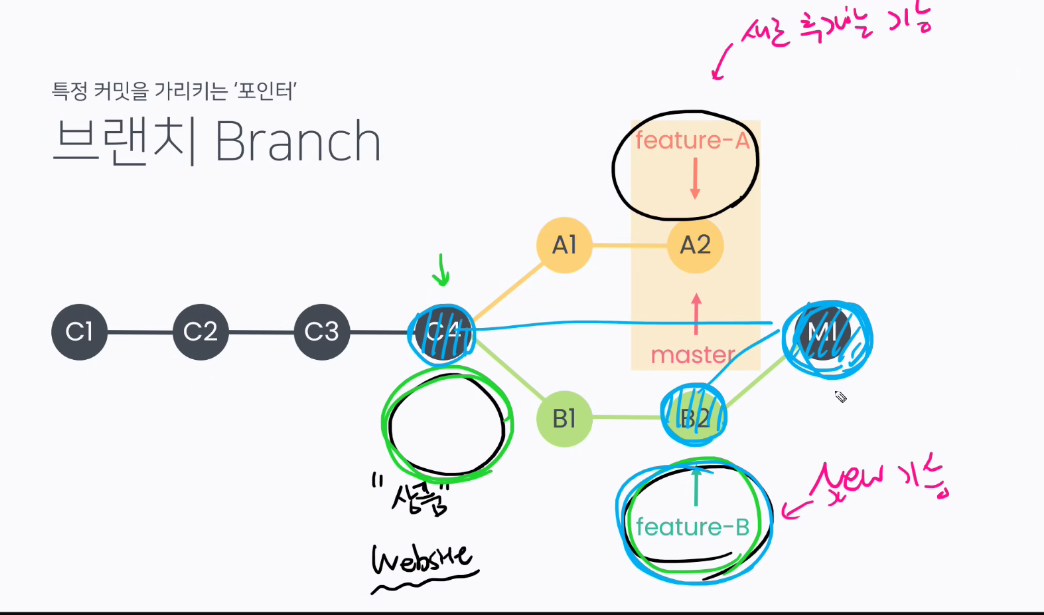 새로 추가되는 기능
특정 커밋을 가리키는 ‘포인터’
브랜치 Branch
feature-A
A1
A2
C1
C2
C3
C4
M1
master
B1
B2
"상품"
New 기능
feature-B
Website